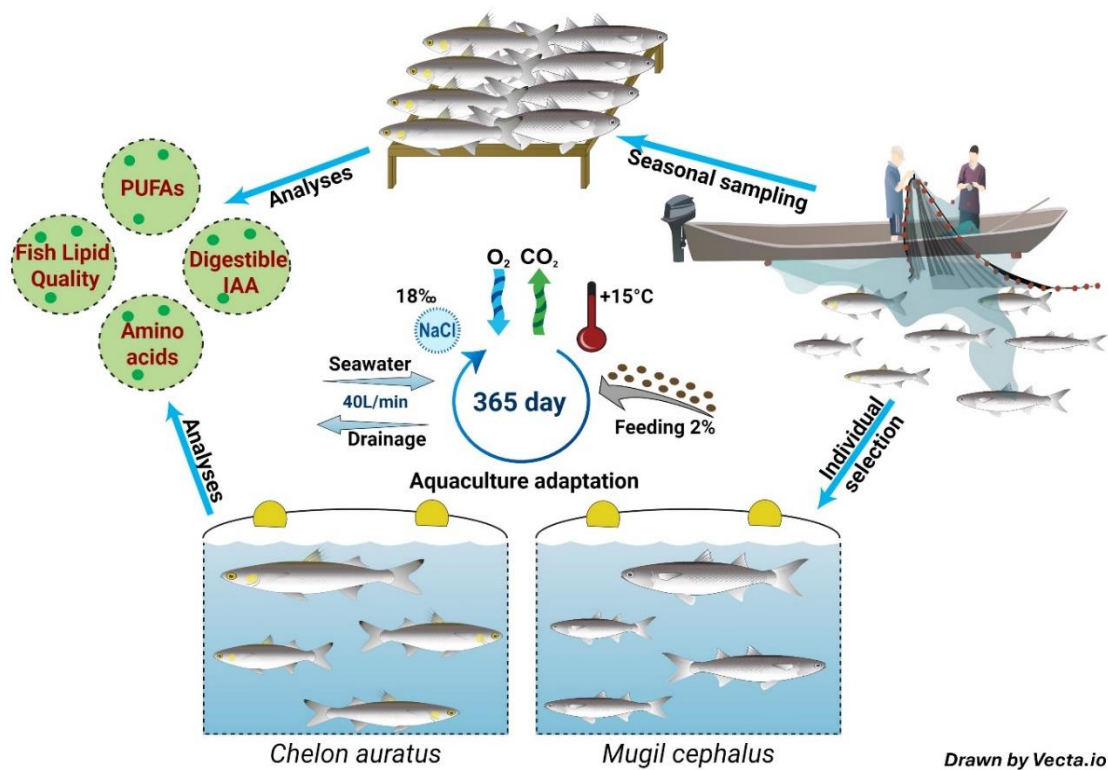 Seasonal sampling
Analyses
PUFAs
Fish Lipid
Quality
Digestible
IAA
Amino
acids
O₂ CO₂
18‰
NaCl
+15°C
Seawater
40L/min
Drainage
365 day
Feeding 2%
Aquaculture adaptation
Individual
selection
Analyses
Chelon auratus
Mugil cephalus
Drawn by Vecta.io